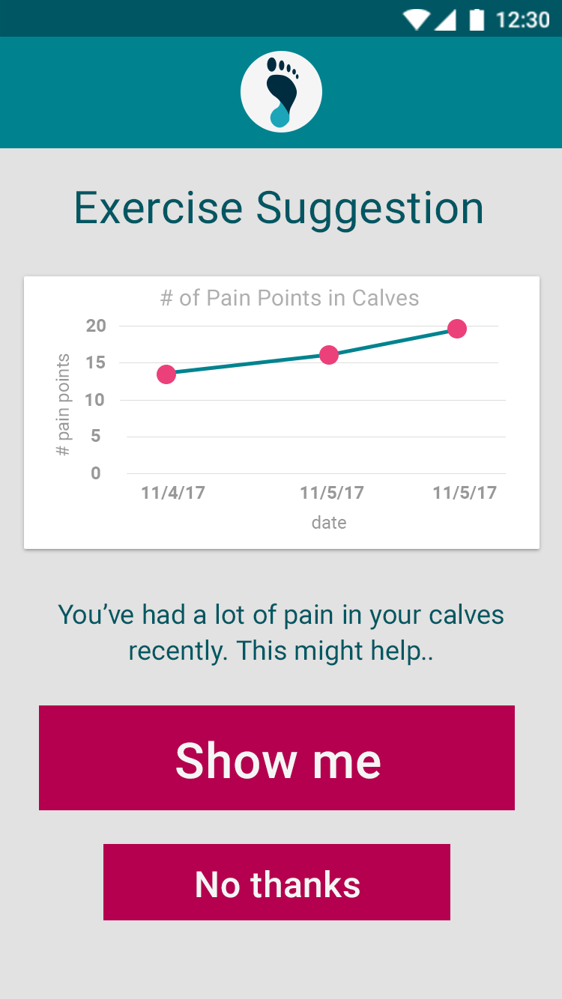 12:30
Exercise Suggestion
# of Pain Points in Calves
20
15
10
5
0
# pain points
11/4/17 11/5/17 11/5/17
date
You’ve had a lot of pain in your calves
recently. This might help..
Show me
No thanks